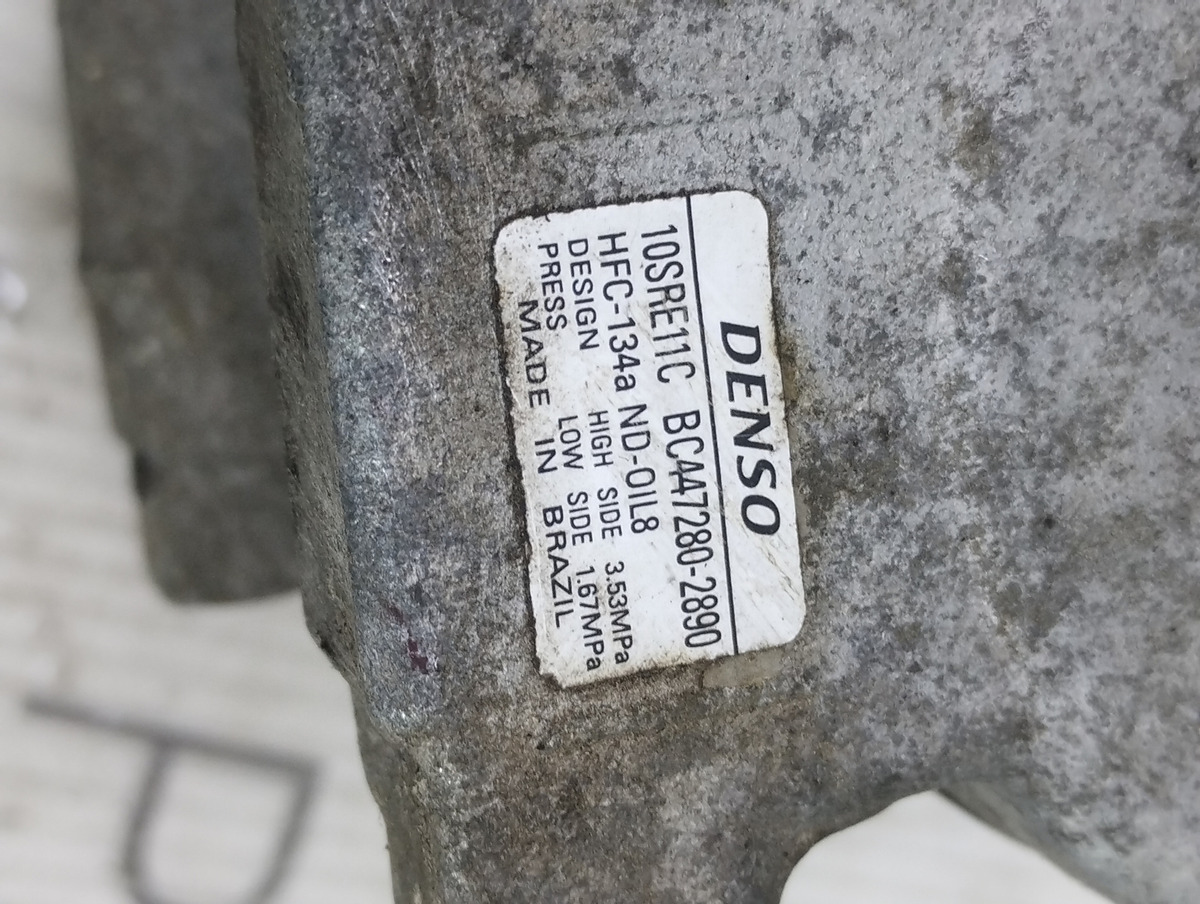 DENSO
10SRE11C BC447280-2890
HFC-134a ND-OIL8
DESIGN HIGH SIDE 3.53MPa
PRESS LOW SIDE 1.67MPa
MADE IN BRAZIL
P